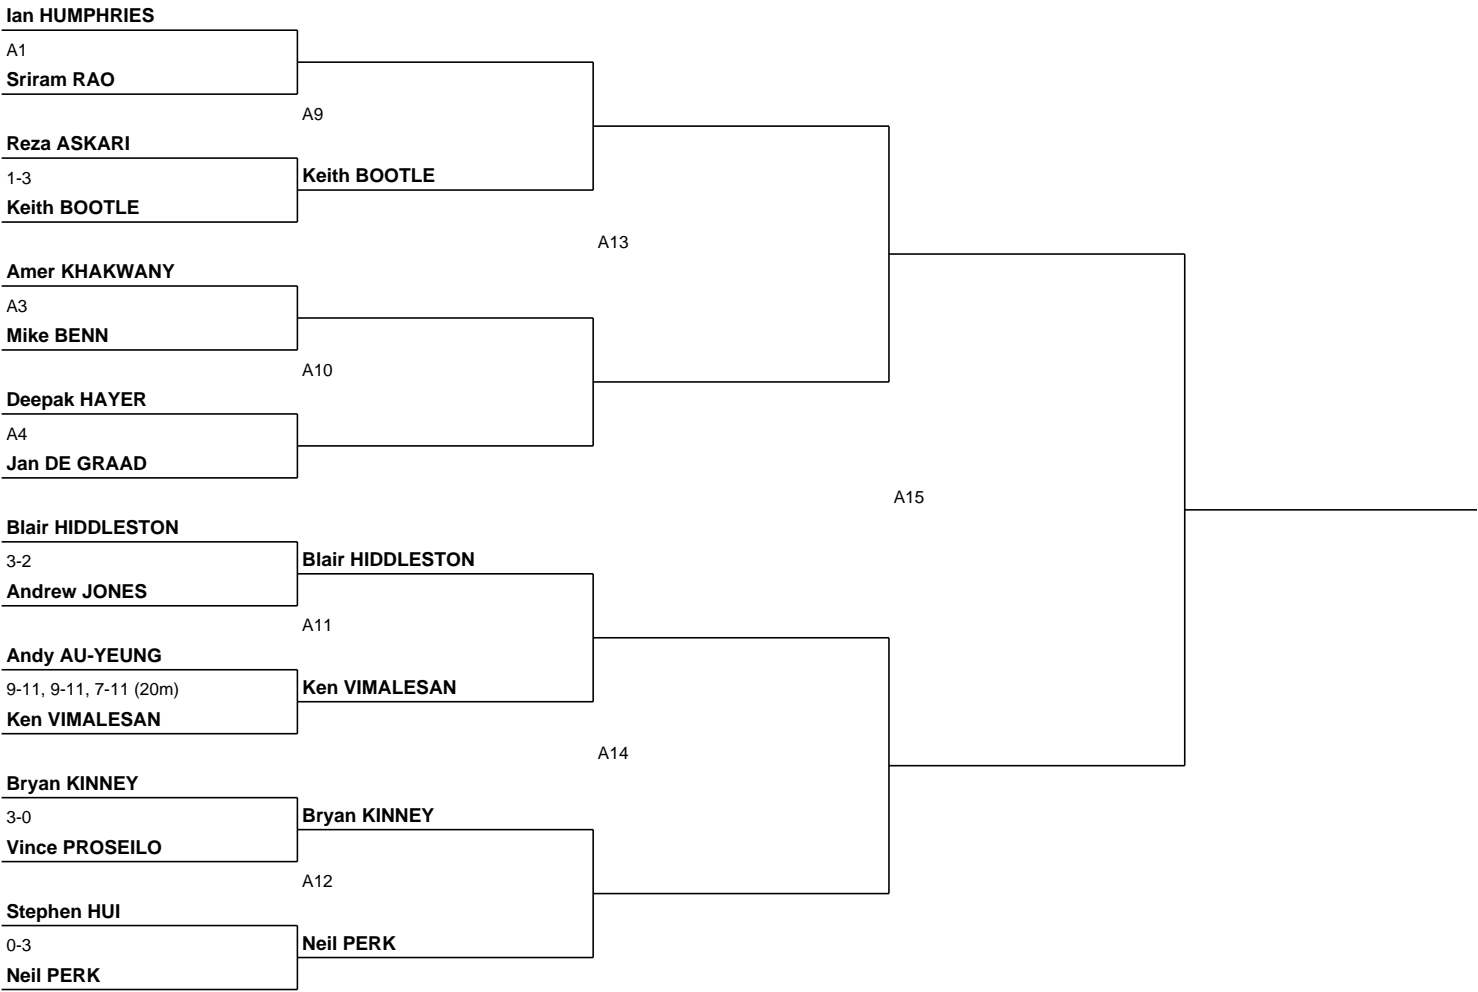 Ian HUMPHRIES
A1
Sriram RAO
A9
Reza ASKARI
1-3
Keith BOOTLE
Keith BOOTLE
A13
Amer KHAKWANY
A3
Mike BENN
A10
Deepak HAYER
A4
Jan DE GRAAD
A15
Blair HIDDLESTON
3-2
Blair HIDDLESTON
Andrew JONES
A11
Andy AU-YEUNG
9-11, 9-11, 7-11 (20m)
Ken VIMALESAN
Ken VIMALESAN
A14
Bryan KINNEY
3-0
Bryan KINNEY
Vince PROSEILO
A12
Stephen HUI
0-3
Neil PERK
Neil PERK